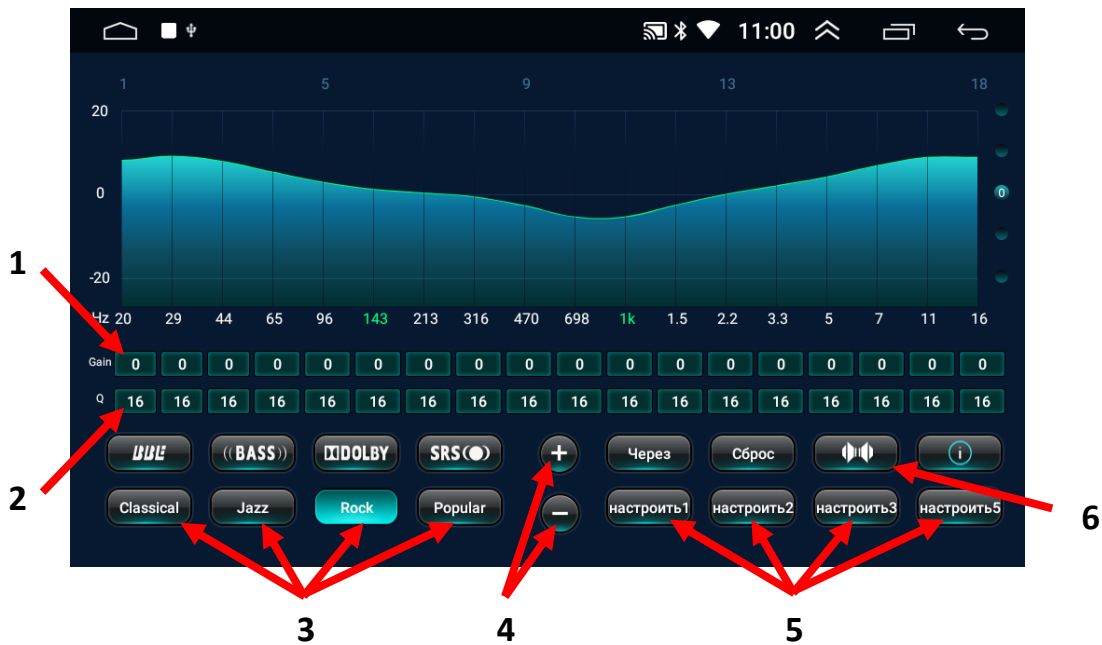 11:00
1 5 9 13 18
20
0 0
-20
Hz 20 29 44 65 96 143 213 316 470 698 1k 1.5 2.2 3.3 5 7 11 16
Gain 0 0 0 0 0 0 0 0 0 0 0 0 0 0 0 0 0 0
Q 16 16 16 16 16 16 16 16 16 16 16 16 16 16 16 16 16 16
BBE ((BASS)) DOLBY SRS + Через Сброс i
Classical Jazz Rock Popular − настроить1 настроить2 настроить3 настроить5
1
2
3 4 5
6